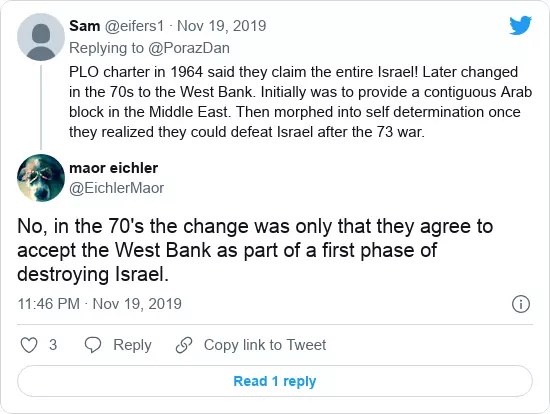 Sam @eifers1 · Nov 19, 2019
Replying to @PorazDan
PLO charter in 1964 said they claim the entire Israel! Later changed
in the 70s to the West Bank. Initially was to provide a contiguous Arab
block in the Middle East. Then morphed into self determination once
they realized they could defeat Israel after the 73 war.
maor eichler
@EichlerMaor
No, in the 70's the change was only that they agree to
accept the West Bank as part of a first phase of
destroying Israel.
11:46 PM · Nov 19, 2019
3 Reply Copy link to Tweet
Read 1 reply